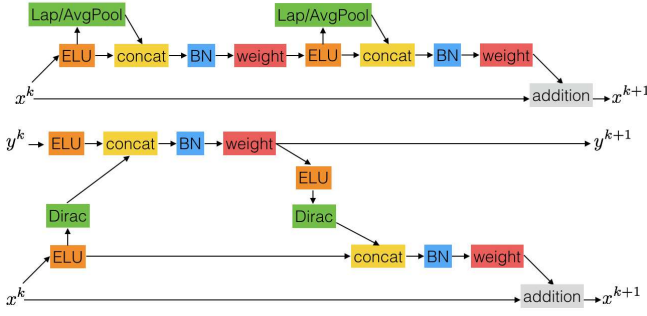 Lap/AvgPool Lap/AvgPool
ELU concat BN weight ELU concat BN weight
x^k addition x^{k+1}
y^k ELU concat BN weight y^{k+1}
ELU
Dirac Dirac
ELU concat BN weight
x^k addition x^{k+1}